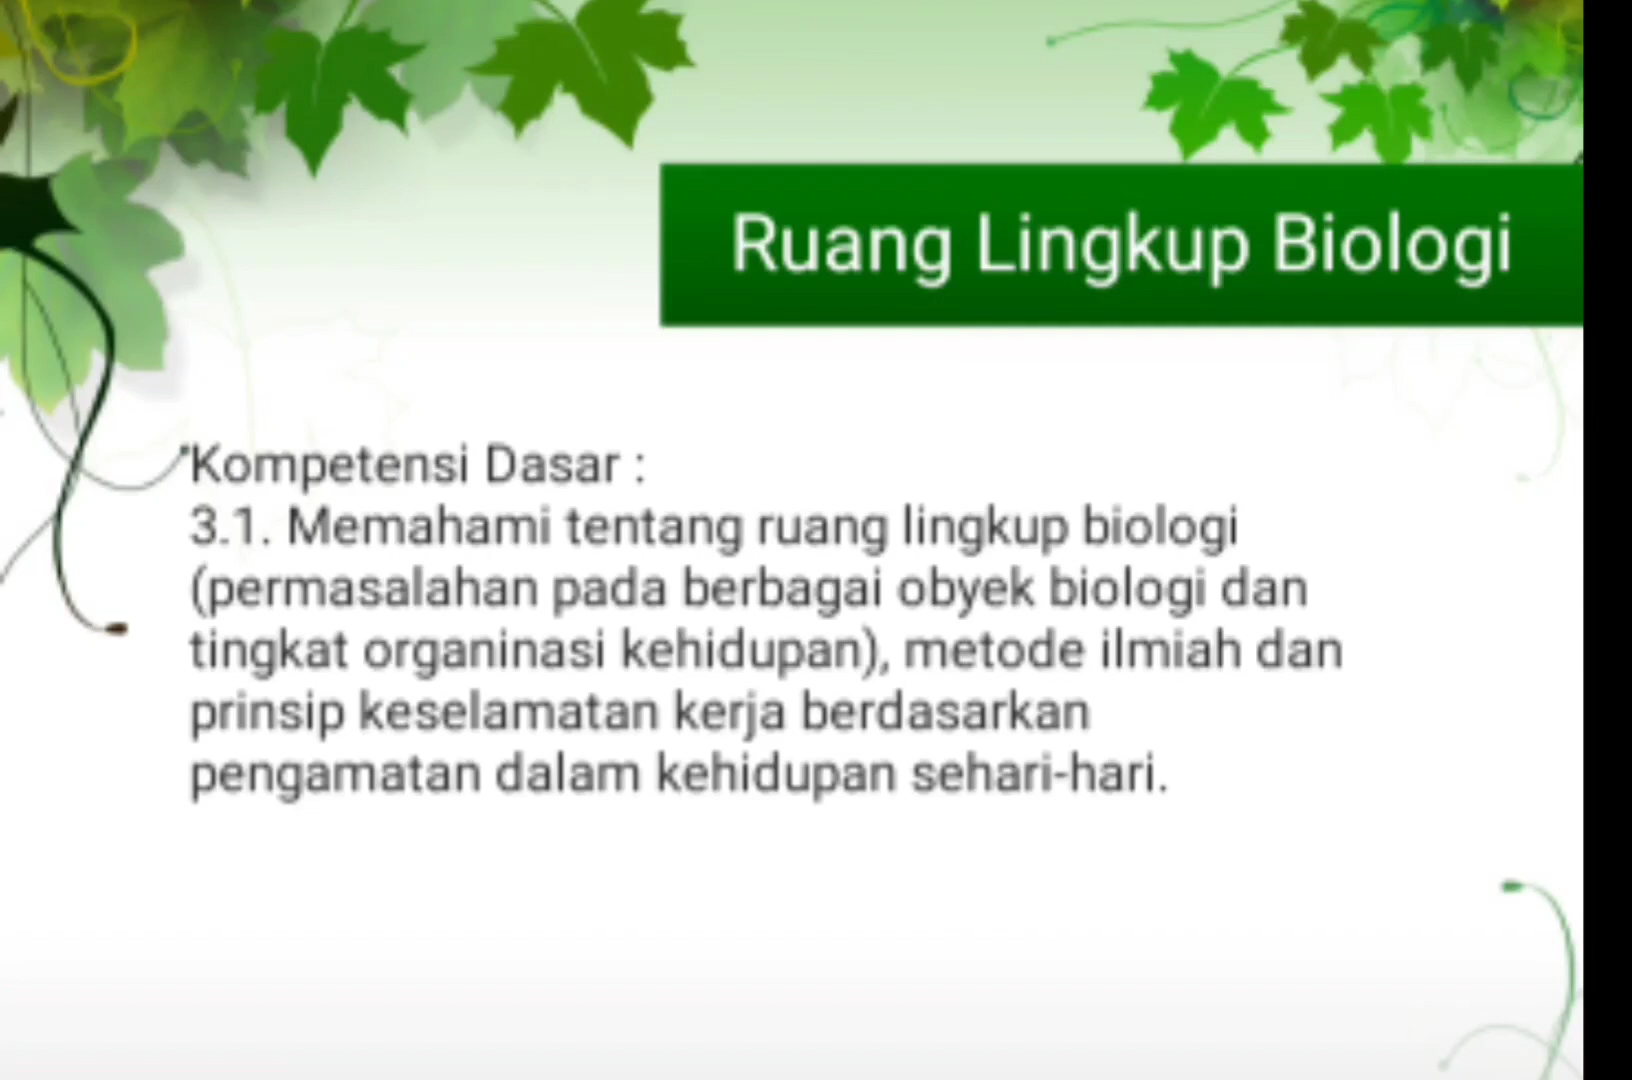 Ruang Lingkup Biologi
Kompetensi Dasar :
3.1. Memahami tentang ruang lingkup biologi
(permasalahan pada berbagai obyek biologi dan
tingkat organinasi kehidupan), metode ilmiah dan
prinsip keselamatan kerja berdasarkan
pengamatan dalam kehidupan sehari-hari.